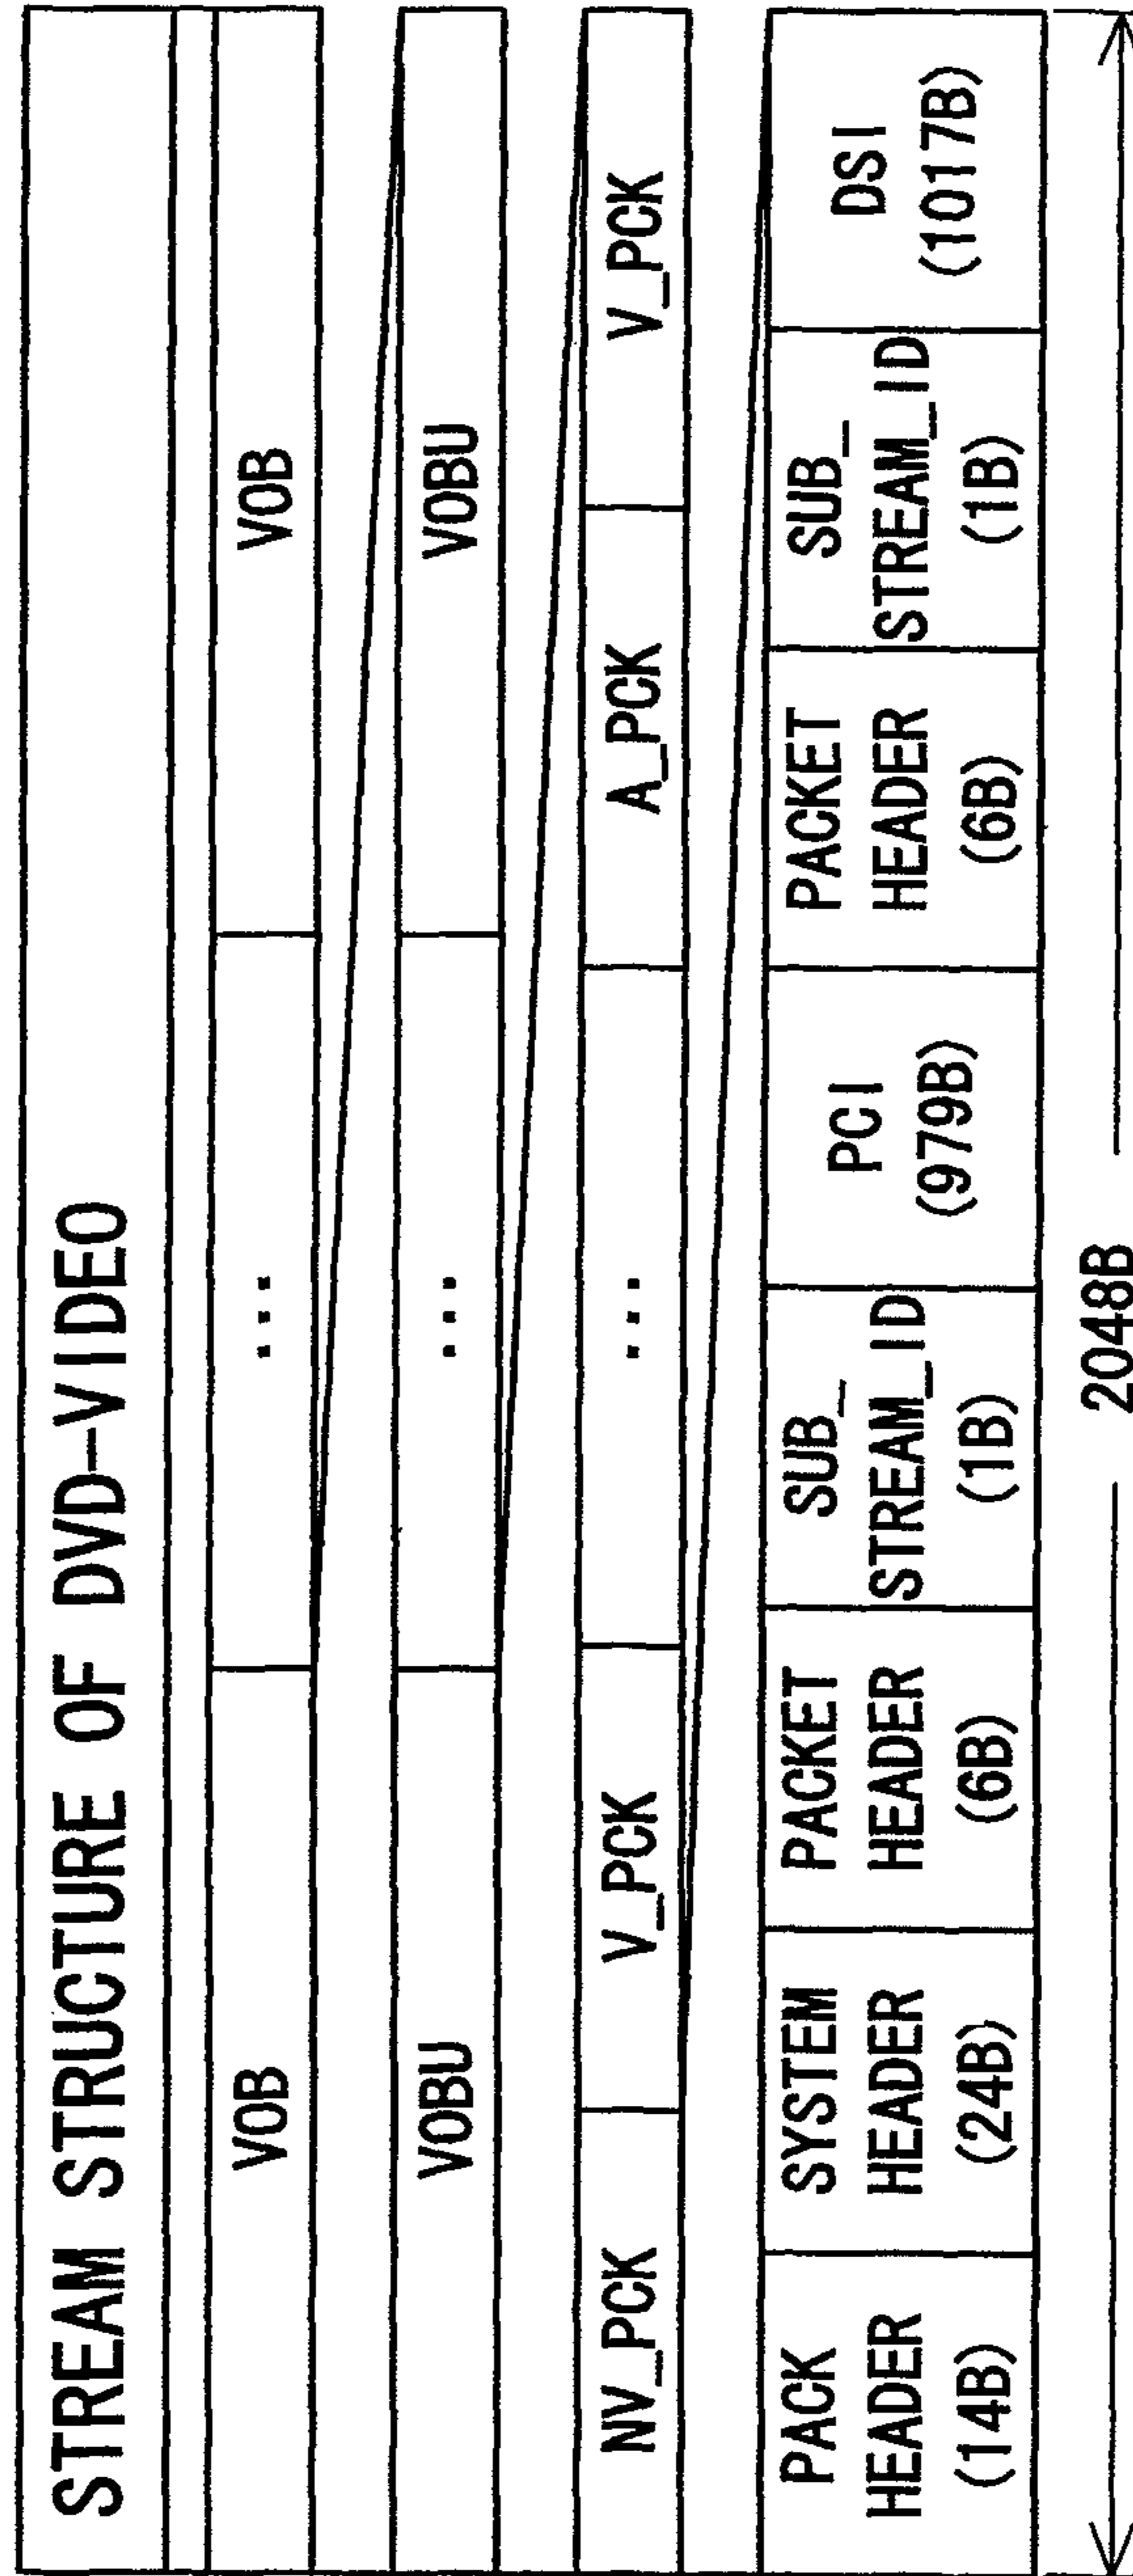 STREAM STRUCTURE OF DVD-VIDEO
VOB ... VOB
VOBU ... VOBU
NV_PCK V_PCK ... A_PCK V_PCK
PACK
HEADER
(14B)
SYSTEM
HEADER
(24B)
PACKET
HEADER
(6B)
SUB_
STREAM_ID
(1B)
PCI
(979B)
PACKET
HEADER
(6B)
SUB_
STREAM_ID
(1B)
DSI
(1017B)
2048B